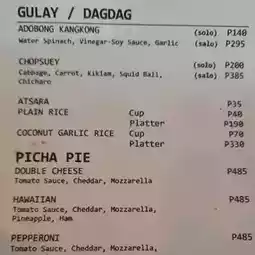 GULAY / DAGDAG
ADOBONG KANGKONG (solo) P140
Water Spinach, Vinegar-Soy Sauce, Garlic (salo) P295
CHOPSUEY (solo) P200
Cabbage, Carrot, Kikiam, Squid Ball, (salo) P385
Chicharo
ATSARA P35
PLAIN RICE Cup P40
Platter P190
COCONUT GARLIC RICE Cup P70
Platter P330
PICHA PIE
DOUBLE CHEESE P485
Tomato Sauce, Cheddar, Mozzarella
HAWAIIAN P485
Tomato Sauce, Cheddar, Mozzarella,
Pineapple, Ham
PEPPERONI P485
Tomato Sauce, Cheddar, Mozzarella,